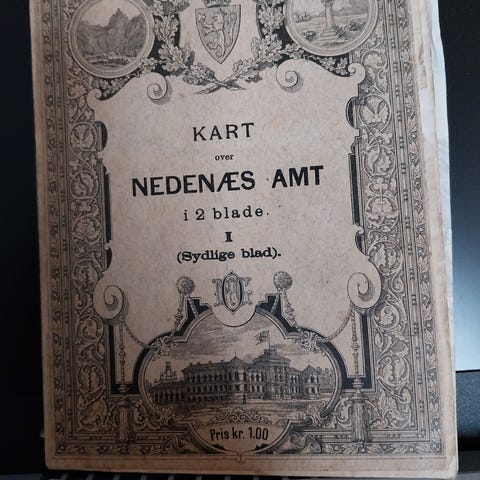 KART
over
NEDENÆS AMT
i 2 blade.
I
(Sydlige blad).
Pris kr. 1.00